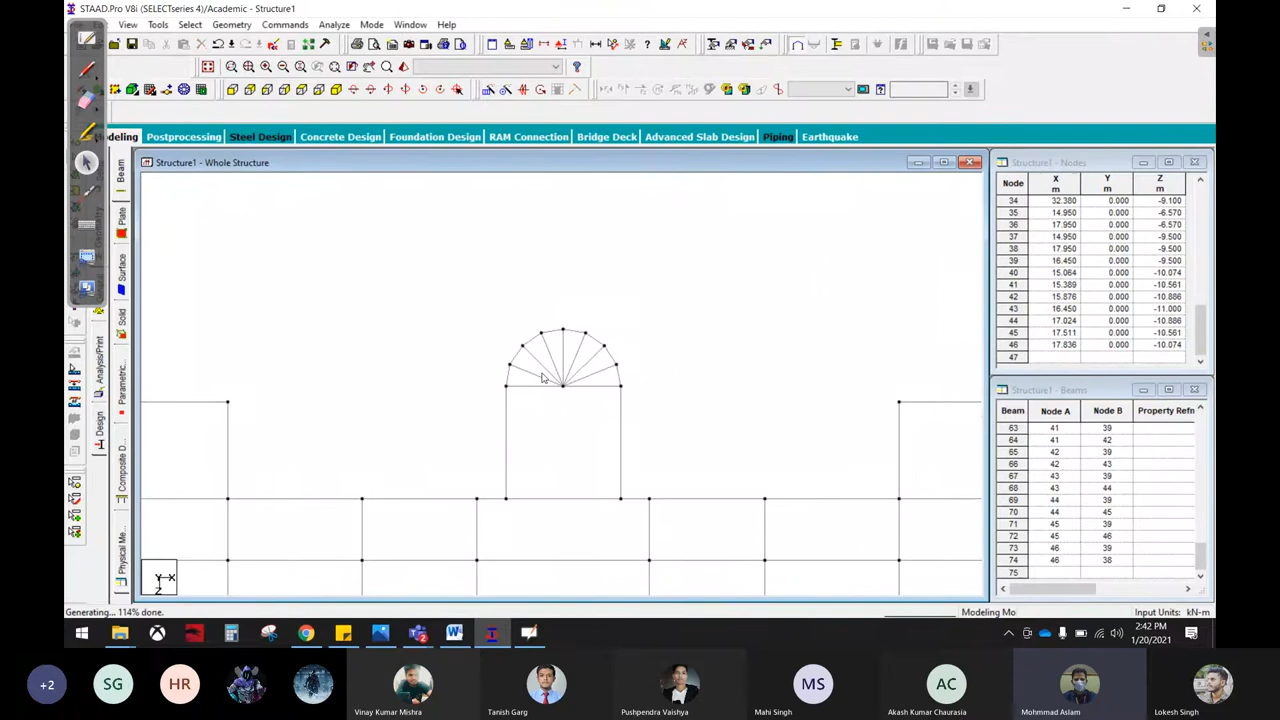 STAAD.Pro V8i (SELECTseries 4)/Academic - Structure1
View Tools Select Geometry Commands Analyze Mode Window Help
Modeling Postprocessing Steel Design Concrete Design Foundation Design RAM Connection Bridge Deck Advanced Slab Design Piping Earthquake
Structure1 - Whole Structure
Beam
Plate
Surface
Solid
Parametric...
Composite D...
Physical Me...
Geometry
Analysis/Print
Design
Y X
Z
Structure1 - Nodes
Node X Y Z
m m m
34 32.380 0.000 -9.100
35 14.950 0.000 -6.570
36 17.950 0.000 -6.570
37 14.950 0.000 -9.500
38 17.950 0.000 -9.500
39 16.450 0.000 -9.500
40 15.064 0.000 -10.074
41 15.389 0.000 -10.561
42 15.876 0.000 -10.886
43 16.450 0.000 -11.000
44 17.024 0.000 -10.886
45 17.511 0.000 -10.561
46 17.836 0.000 -10.074
47
Structure1 - Beams
Beam Node A Node B Property Refn
63 41 39
64 41 42
65 42 39
66 42 43
67 43 39
68 43 44
69 44 39
70 44 45
71 45 39
72 45 46
73 46 39
74 46 38
75
Generating... 114% done. Modeling Mo Input Units: kN-m
2:42 PM
1/20/2021
+2 SG HR MS AC
Vinay Kumar Mishra Tanish Garg Pushpendra Vaishya Mahi Singh Akash Kumar Chaurasia Mohmmad Aslam Lokesh Singh